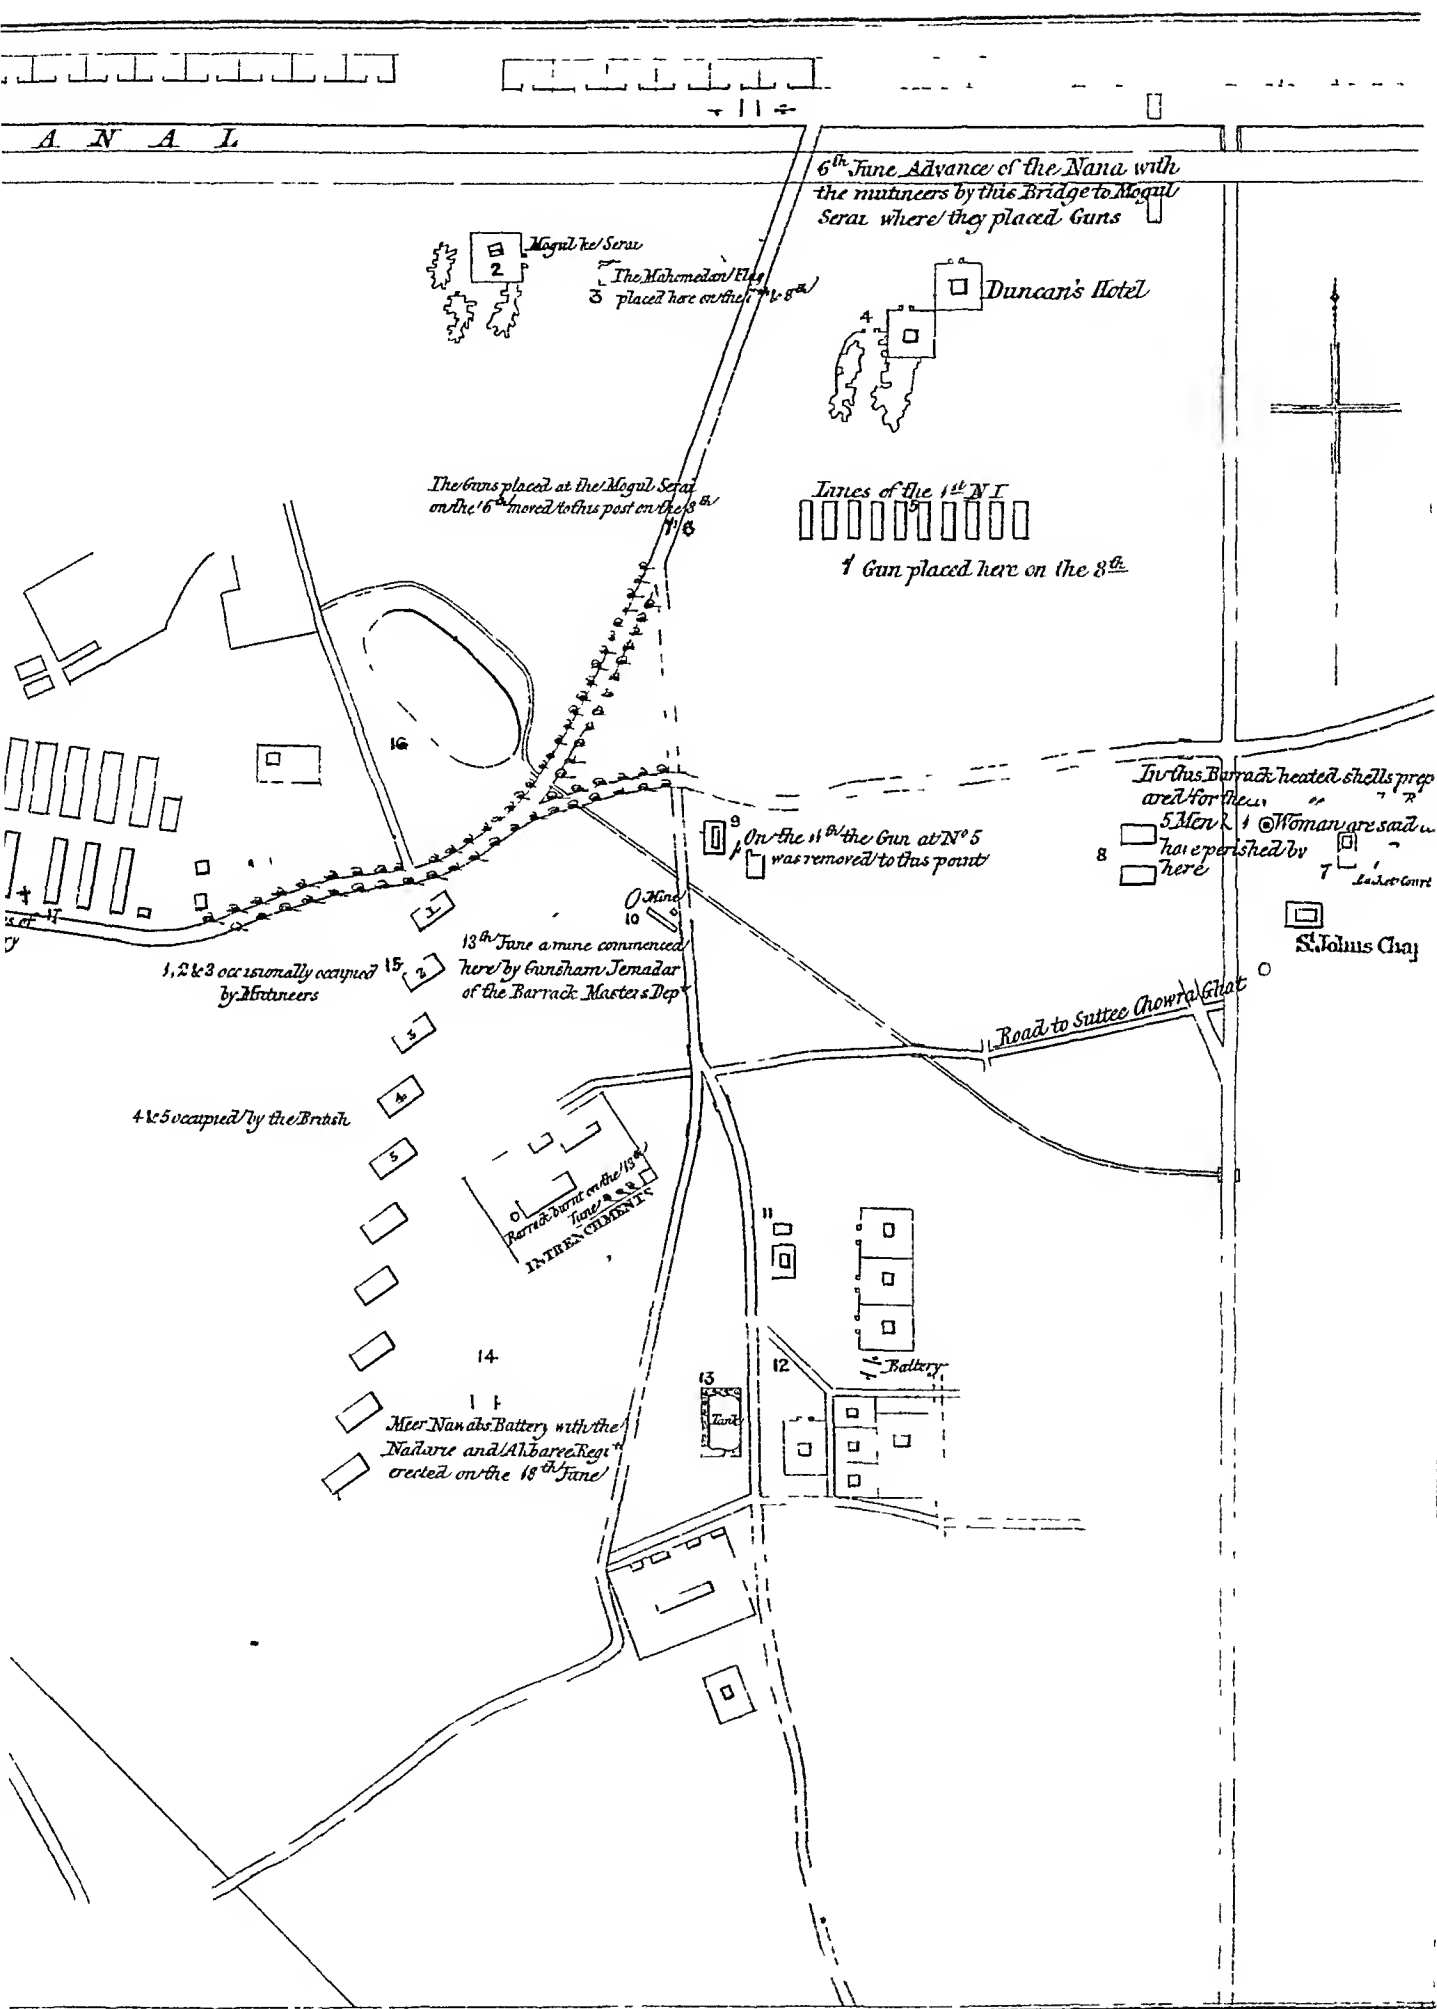 ANAL
6th June Advance of the Nana with
the mutineers by this Bridge to Mogul
Serai where they placed Guns
Mogul ke Serai
2
The Mahomedan Flag
placed here on the 8th
3
Duncan's Hotel
4
The Guns placed at the Mogul Serai
on the 6th moved to this post on the 8th
6
Lines of the 1st N I
5
1 Gun placed here on the 8th
16
In this Barrack heated shells prep
ared for the
5 Men & 1 Woman are said
have perished by
here
8
7
St Johns Chap
9
On the 11th the Gun at No 5
was removed to this point
Mine
10
13th June a mine commenced
here by Gunsham Jemadar
of the Barrack Masters Dept
17
1
1, 2 & 3 occasionally occupied
by Mutineers
15
2
3
Road to Suttee Chowra Ghat
4
4 & 5 occupied by the British
5
Barrack burnt on the 13th
June
INTRENCHMENTS
11
12
Battery
13
Tank
14
Meer Nawabs Battery with the
Nadirie and Akbaree Regt
erected on the 18th June